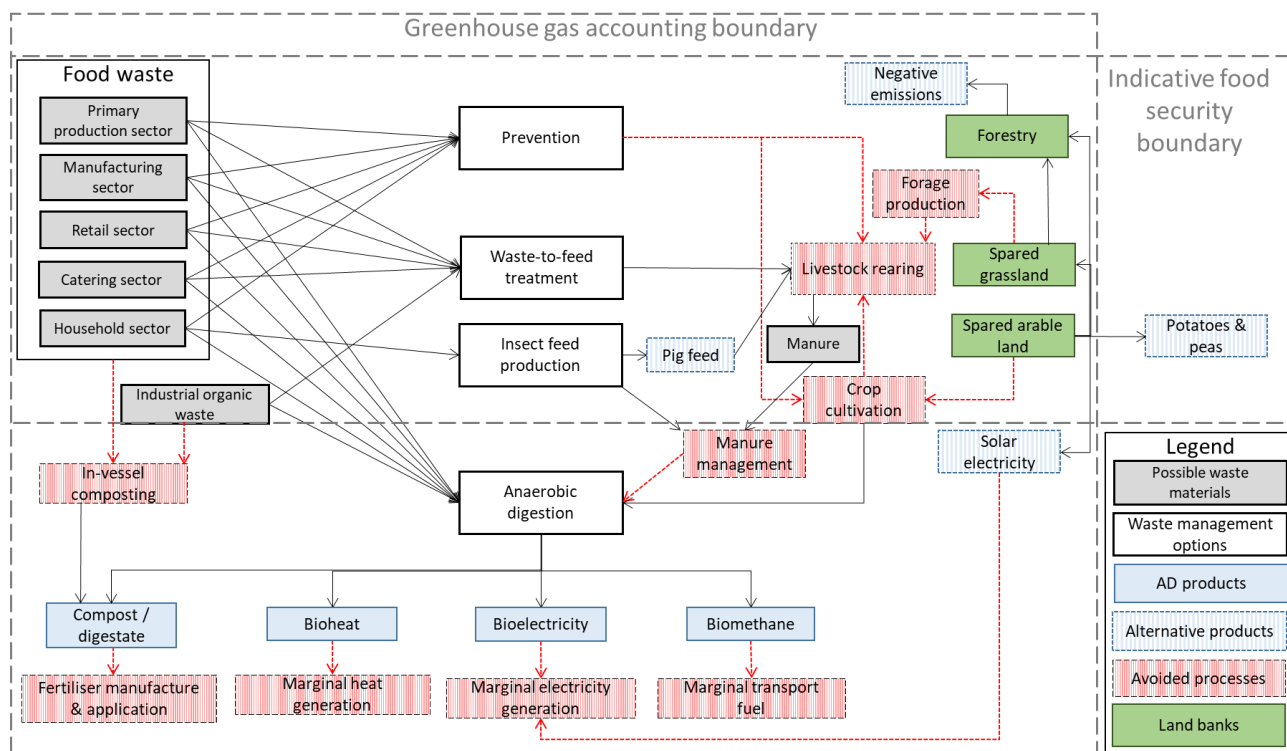 Greenhouse gas accounting boundary
Indicative food
security
boundary
Food waste
Primary
production sector
Manufacturing
sector
Retail sector
Catering sector
Household sector
Industrial organic
waste
In-vessel
composting
Prevention
Waste-to-feed
treatment
Insect feed
production
Pig feed
Anaerobic
digestion
Negative
emissions
Forestry
Forage
production
Livestock rearing
Spared
grassland
Manure
Spared arable
land
Potatoes &
peas
Crop
cultivation
Manure
management
Solar
electricity
Compost /
digestate
Bioheat
Bioelectricity
Biomethane
Fertiliser manufacture
& application
Marginal heat
generation
Marginal electricity
generation
Marginal transport
fuel
Legend
Possible waste
materials
Waste management
options
AD products
Alternative products
Avoided processes
Land banks